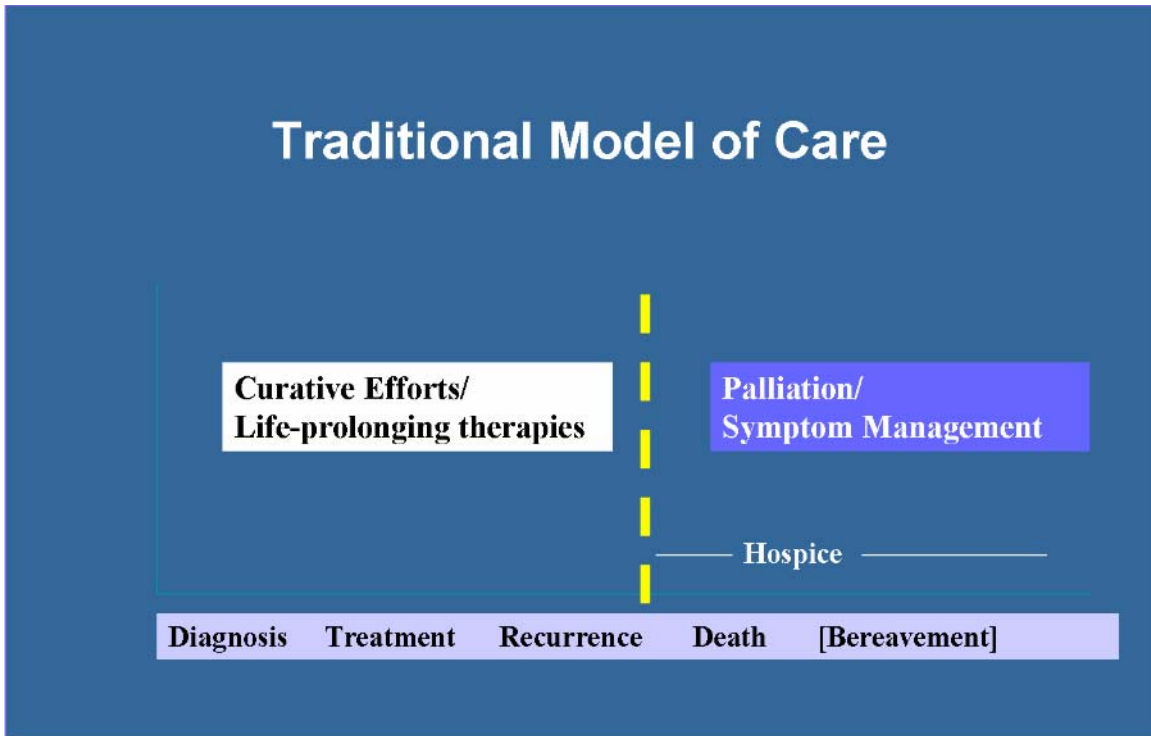 Traditional Model of Care
Curative Efforts/
Life-prolonging therapies
Palliation/
Symptom Management
Hospice
Diagnosis Treatment Recurrence Death [Bereavement]